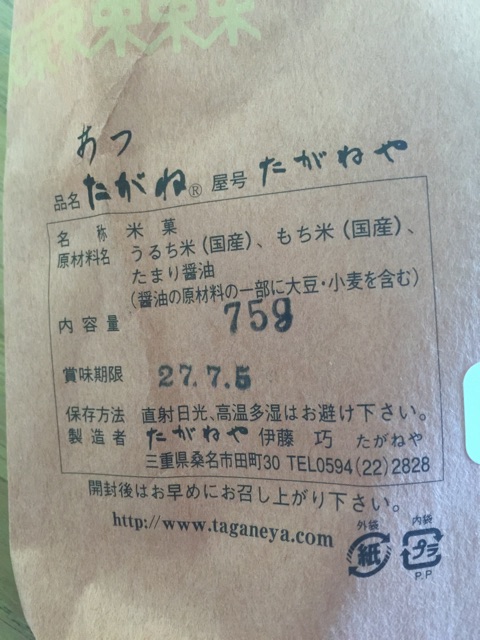 あつ
品名 たがね® 屋号 たがねや
名称 米菓
原材料名 うるち米(国産)、もち米(国産)、
たまり醤油
(醤油の原材料の一部に大豆・小麦を含む)
内容量 75g
賞味期限 27.7.5
保存方法 直射日光、高温多湿はお避け下さい。
製造者 たがねや 伊藤 巧 たがねや
三重県桑名市田町30 TEL0594(22)2828
開封後はお早めにお召し上がり下さい。
http://www.taganeya.com
外袋 紙
内袋 プラ
P.P